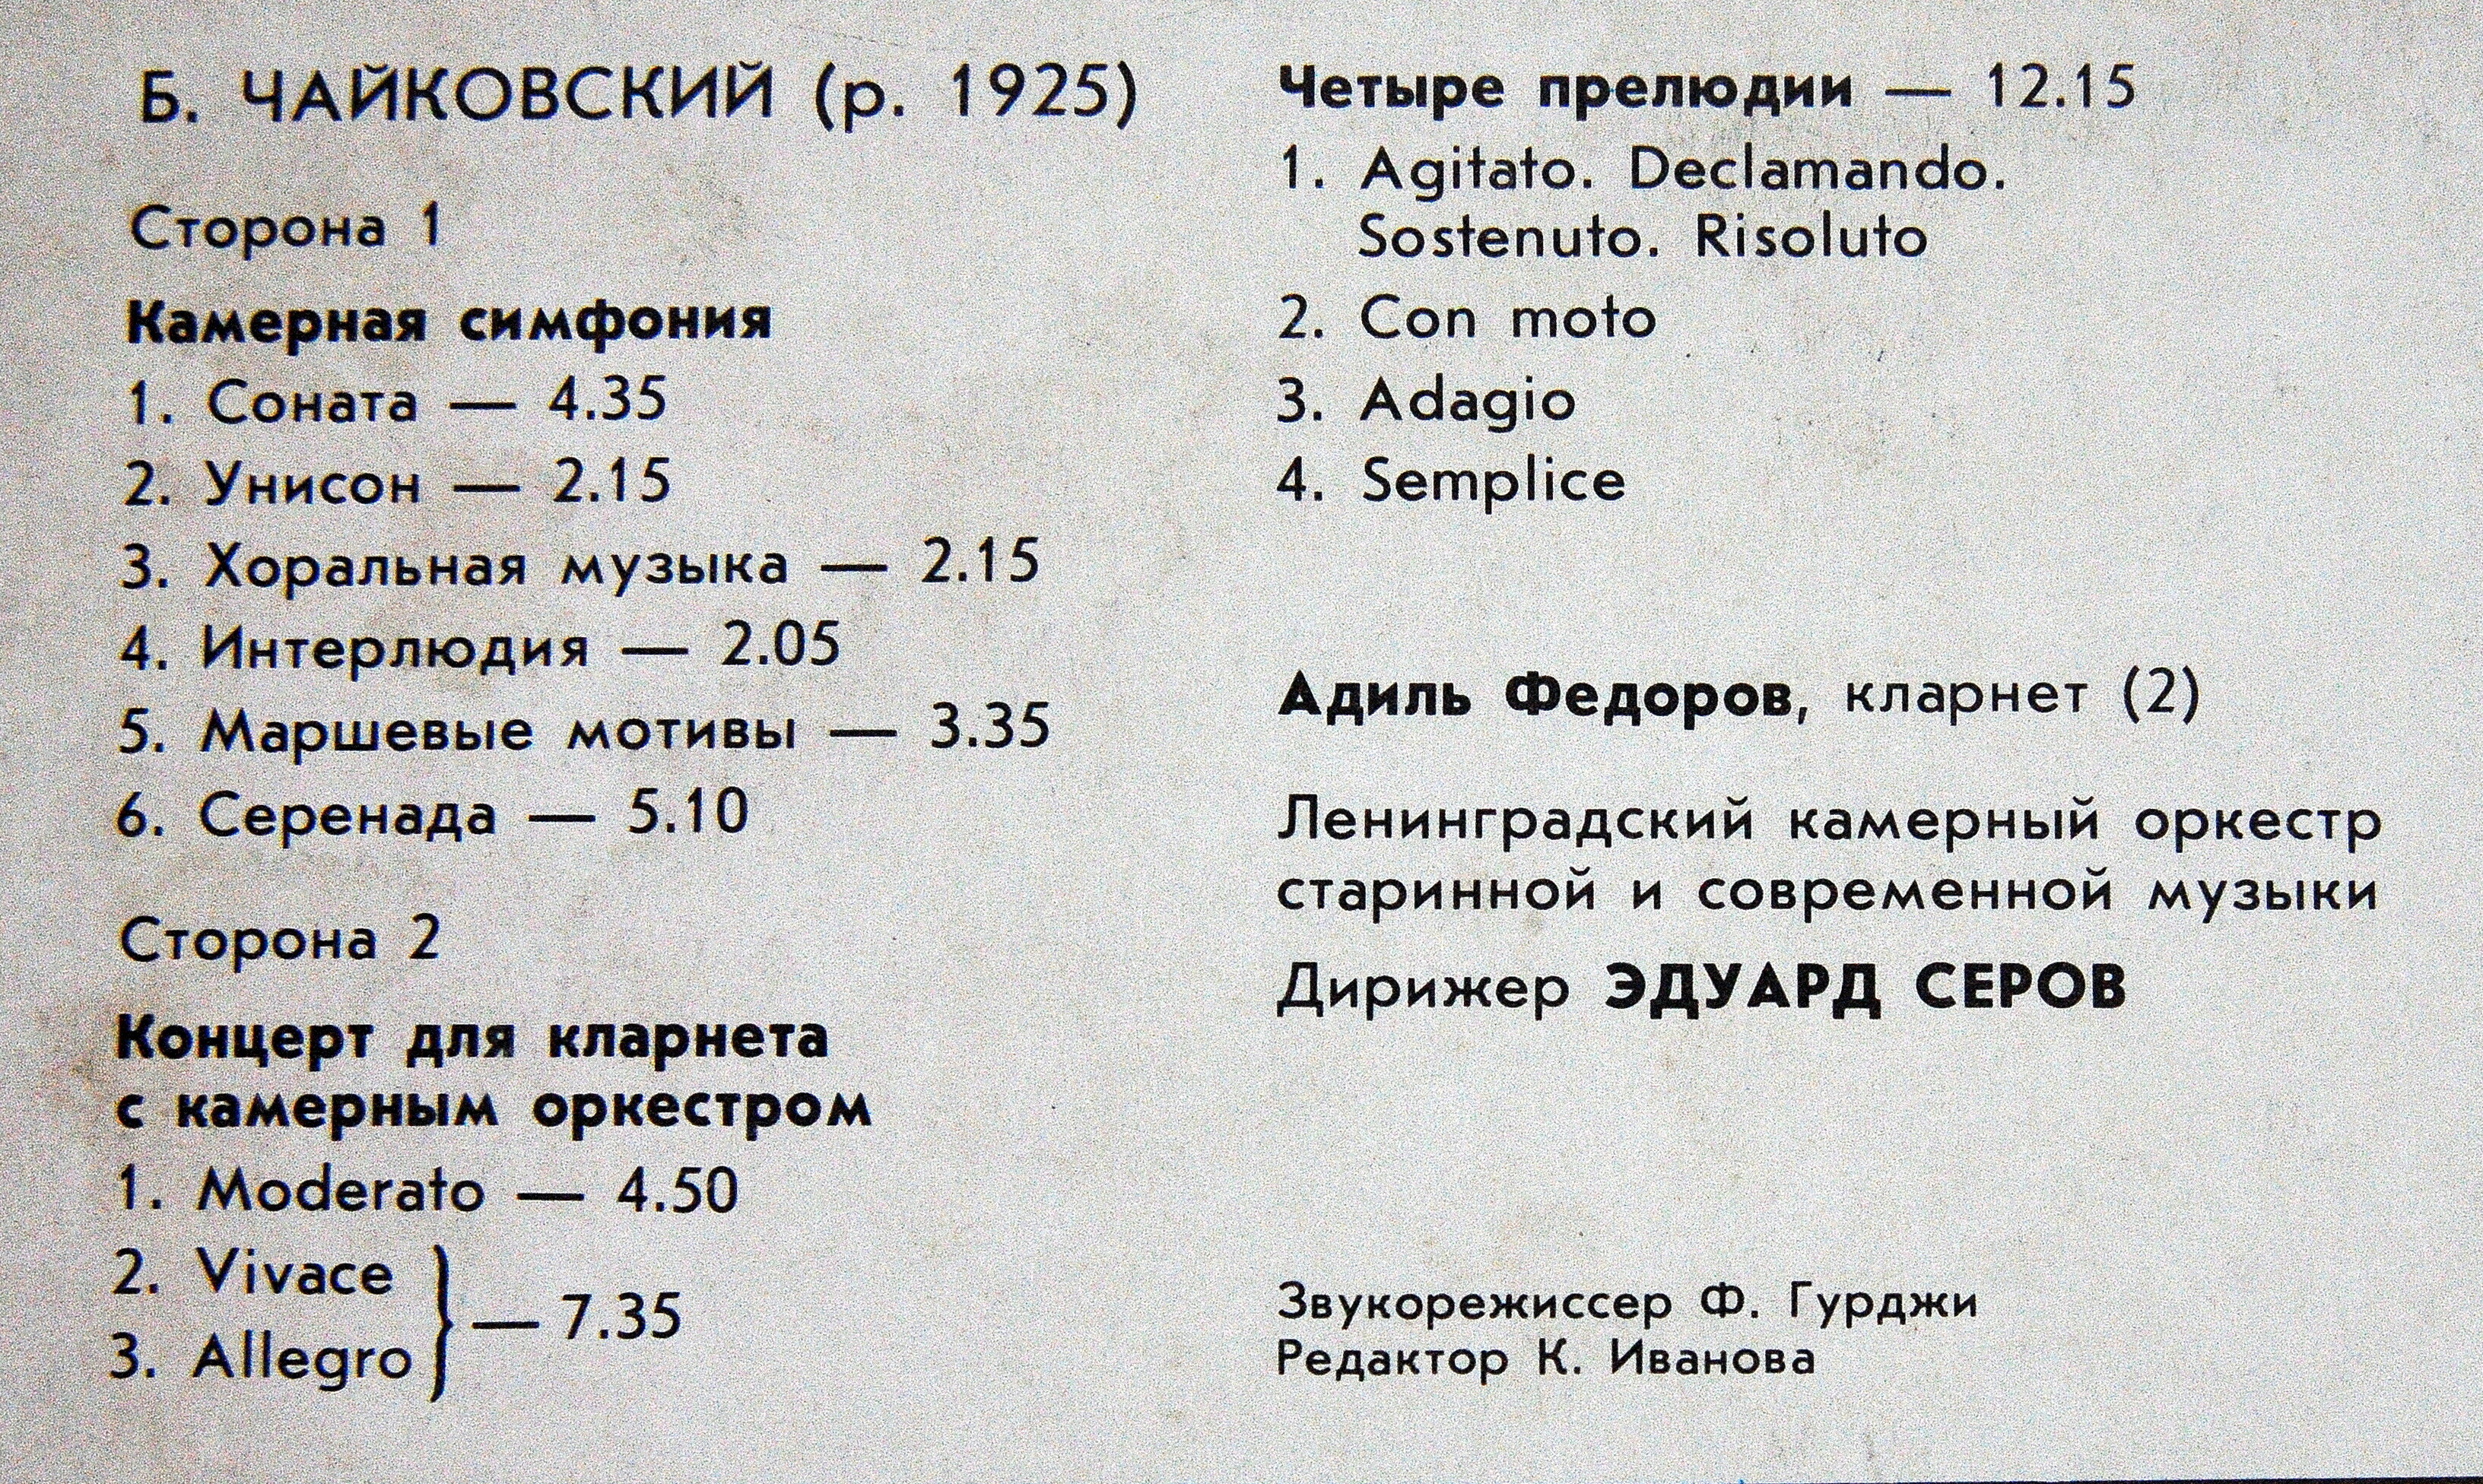 Б. ЧАЙКОВСКИЙ (р. 1925)
Сторона 1
Камерная симфония
1. Соната — 4.35
2. Унисон — 2.15
3. Хоральная музыка — 2.15
4. Интерлюдия — 2.05
5. Маршевые мотивы — 3.35
6. Серенада — 5.10
Сторона 2
Концерт для кларнета
с камерным оркестром
1. Moderato — 4.50
2. Vivace
3. Allegro } — 7.35
Четыре прелюдии — 12.15
1. Agitato. Declamando.
Sostenuto. Risoluto
2. Con moto
3. Adagio
4. Semplice
Адиль Федоров, кларнет (2)
Ленинградский камерный оркестр
старинной и современной музыки
Дирижер ЭДУАРД СЕРОВ
Звукорежиссер Ф. Гурджи
Редактор К. Иванова